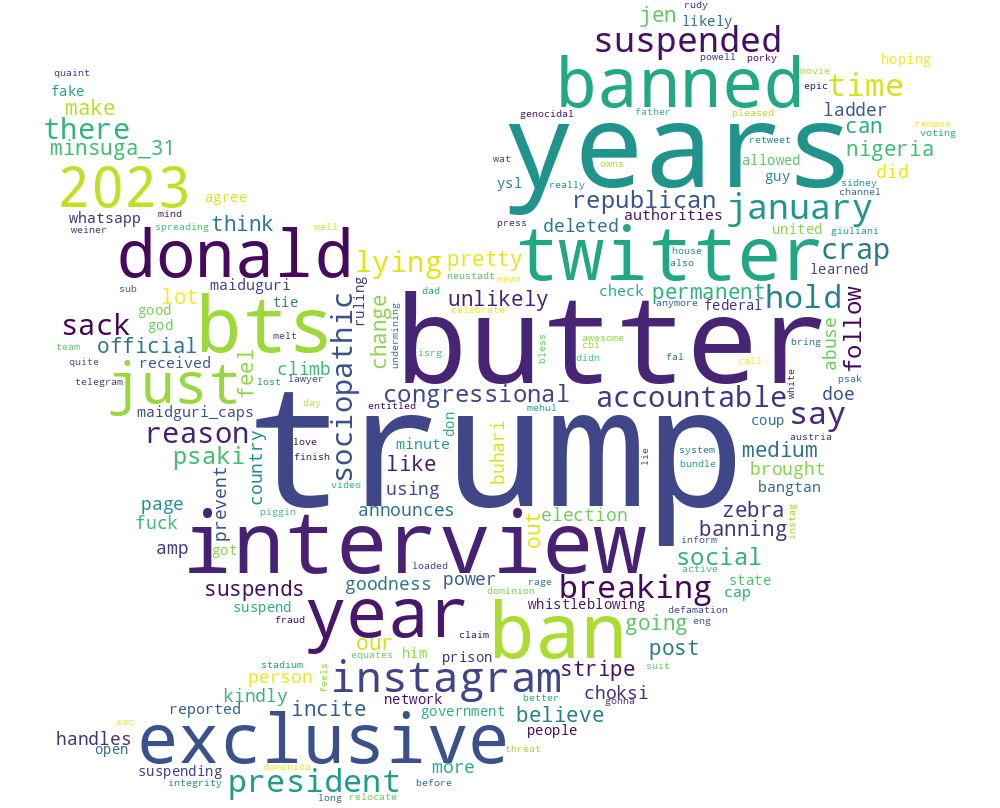 rudy
jen likely
suspended
powell porky
hoping
quaint
banned
movie
epic
time
fake
make
genocidal
father
pleased
ladder
remove
there
years
can
voting
minsuga_31
retweet
nigeria
wat
owns
allowed
did
2023
agree
ysl
really
guy
sidney
channel
republican
january
whatsapp
mind
authorities
weiner
spreading
think
well
press
deleted
united
giuliani
donald
twitter
crap
lying
pretty
house
also
learned
sub
maiduguri
neustadt
mean
check
permanent
hold
lot
tie
ruling
dad
unlikely
anymore
federal
good
bts
celebrate
butter
follow
sack
god
sociopathic
change
undermining
abuse
bring
official
melt
isrg
bless
awesome
cbi
didn
fal
call
team
quite
received
feel
climb
white
psak
telegram
just
lost
lawyer
congressional
accountable
doe
maidguri_caps
day
entitled
mehul
coup
say
reason
trump
love
minute
don
buhari
lie
system
medium
austria
psaki
country
finish
like
bundle
brought
prevent
video
using
bangtan
page
piggin
announces
zebra
instag
fuck
out
election
banning
amp
got
interview
inform
social
loaded
active
suspends
goodness
power
rage
breaking
state
suspend
dominion
whistleblowing
cap
fraud
year
defamation
ban
going
eng
our
claim
post
equates
him
prison
stadium
feels
instagram
stripe
suit
person
kindly
network
better
choksi
gonna
reported
incite
government
believe
sec
exclusive
people
handles
open
threat
suspending
dominica
more
integrity
president
before
long relocate